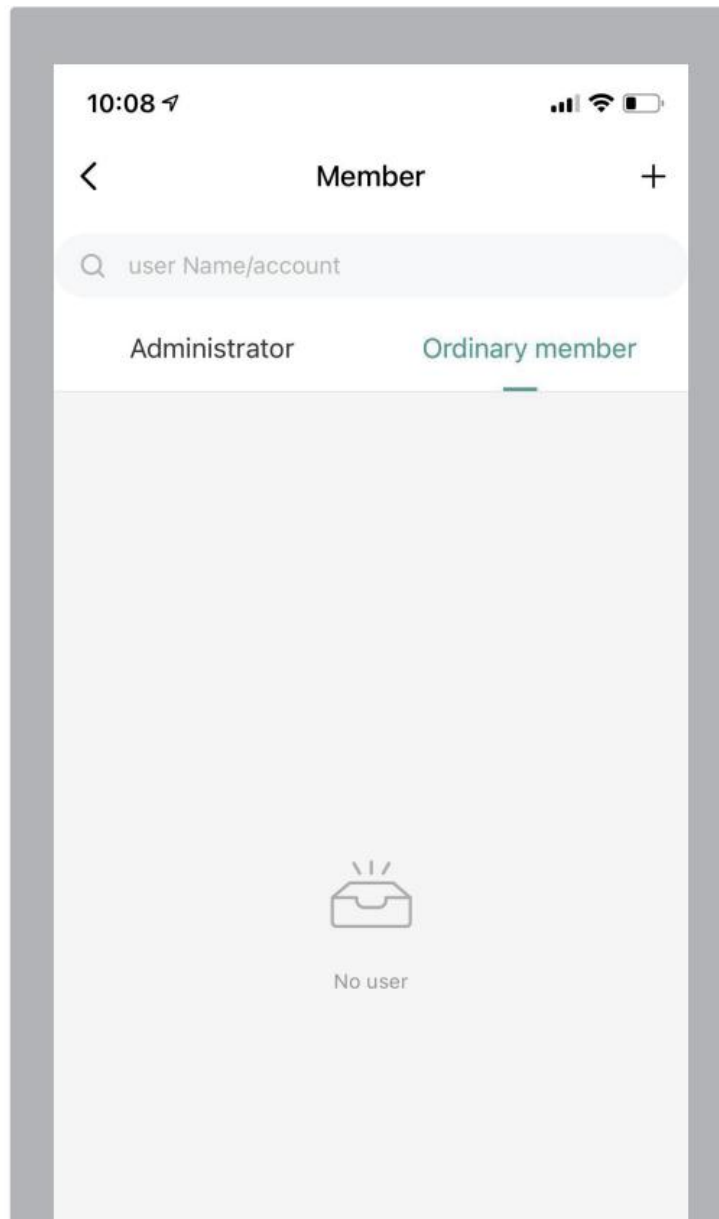 10:08
Member
user Name/account
Administrator
Ordinary member
No user